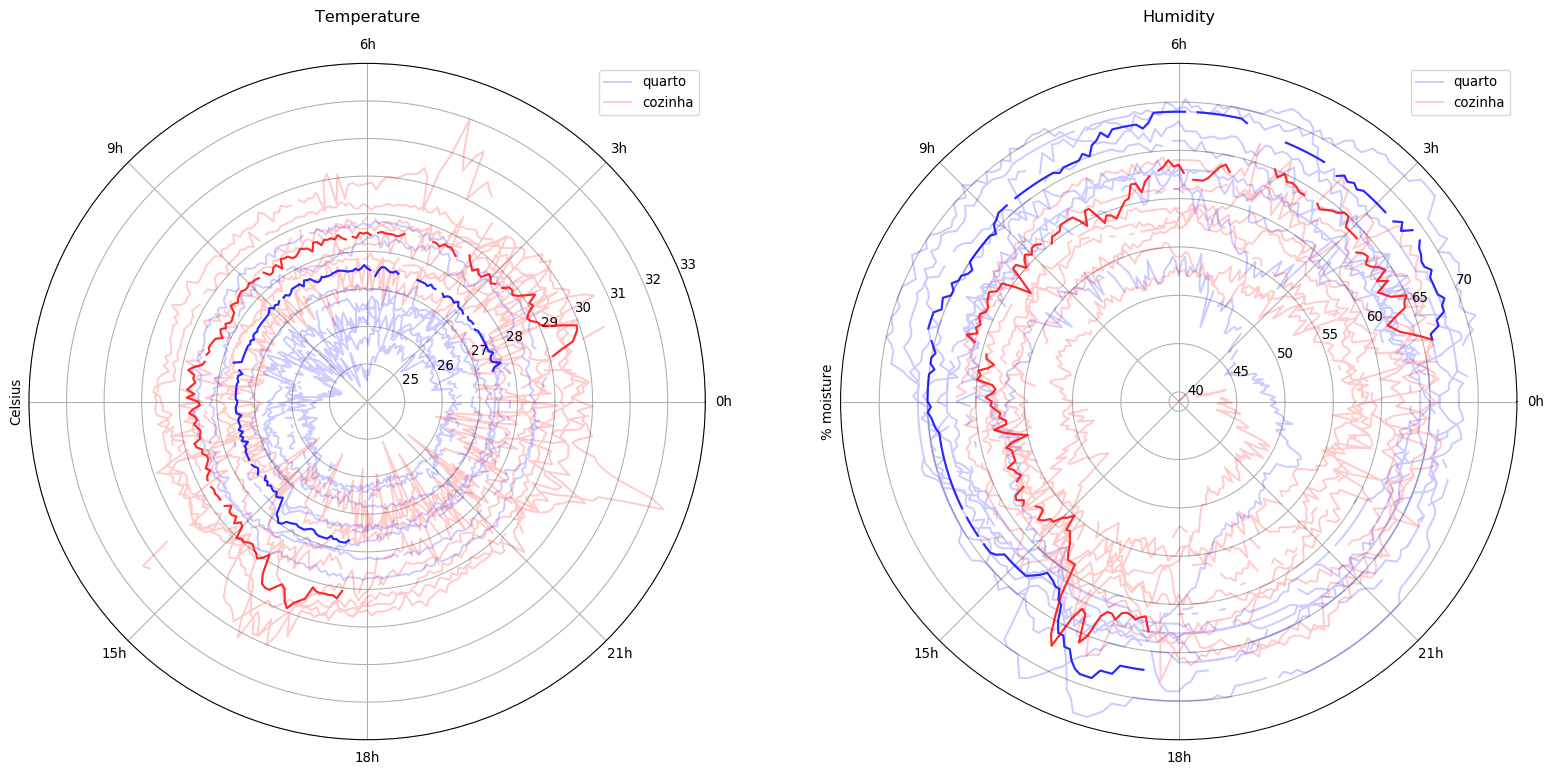 Temperature
6h
3h
0h
21h
18h
15h
9h
Celsius
25
26
27
28
29
30
31
32
33
quarto
cozinha
Humidity
6h
3h
0h
21h
18h
15h
9h
% moisture
40
45
50
55
60
65
70
quarto
cozinha